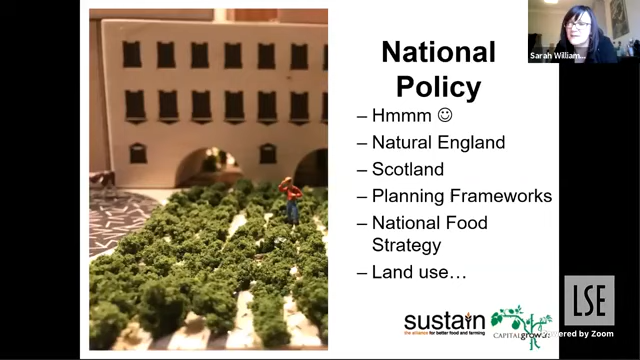 National
Policy
– Hmmm ☺
– Natural England
– Scotland
– Planning Frameworks
– National Food
Strategy
– Land use…
sustain
the alliance for better food and farming
CAPITAL
Sarah William...
LSE
Powered by Zoom